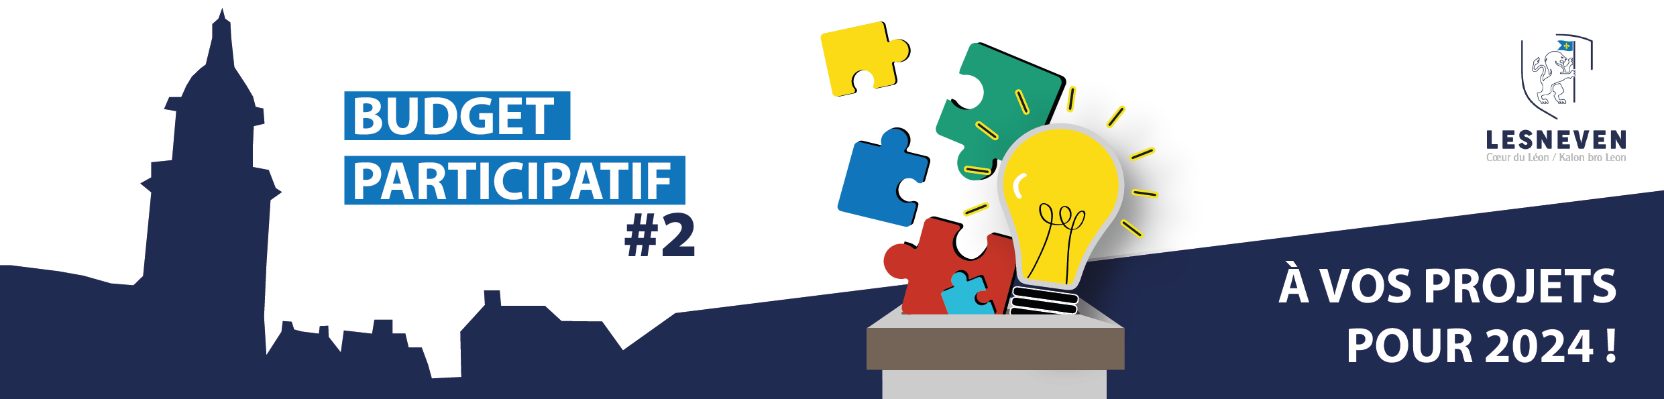 BUDGET
PARTICIPATIF
#2
LESNEVEN
Cœur du Léon / Kalon bro Leon
À VOS PROJETS
POUR 2024 !